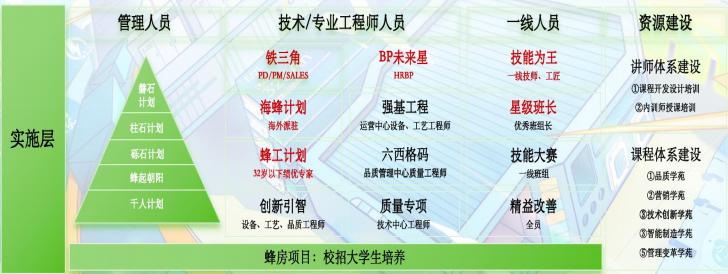 管理人员
技术/专业工程师人员
一线人员
资源建设
实施层
磐石
计划
柱石计划
砾石计划
蜂起朝阳
千人计划
铁三角
PD/PM/SALES
BP未来星
HRBP
海蜂计划
海外派驻
强基工程
运营中心设备、工艺工程师
蜂工计划
32岁以下绩优专家
六西格码
品质管理中心质量工程师
创新引智
设备、工艺、品质工程师
质量专项
技术中心工程师
技能为王
一线技师、工匠
星级班长
优秀班组长
技能大赛
一线班组
精益改善
全员
讲师体系建设
①课程开发设计培训
②内训师授课培训
课程体系建设
①品质学苑
②营销学苑
③技术创新学苑
③智能制造学苑
⑤管理变革学苑
蜂房项目：校招大学生培养